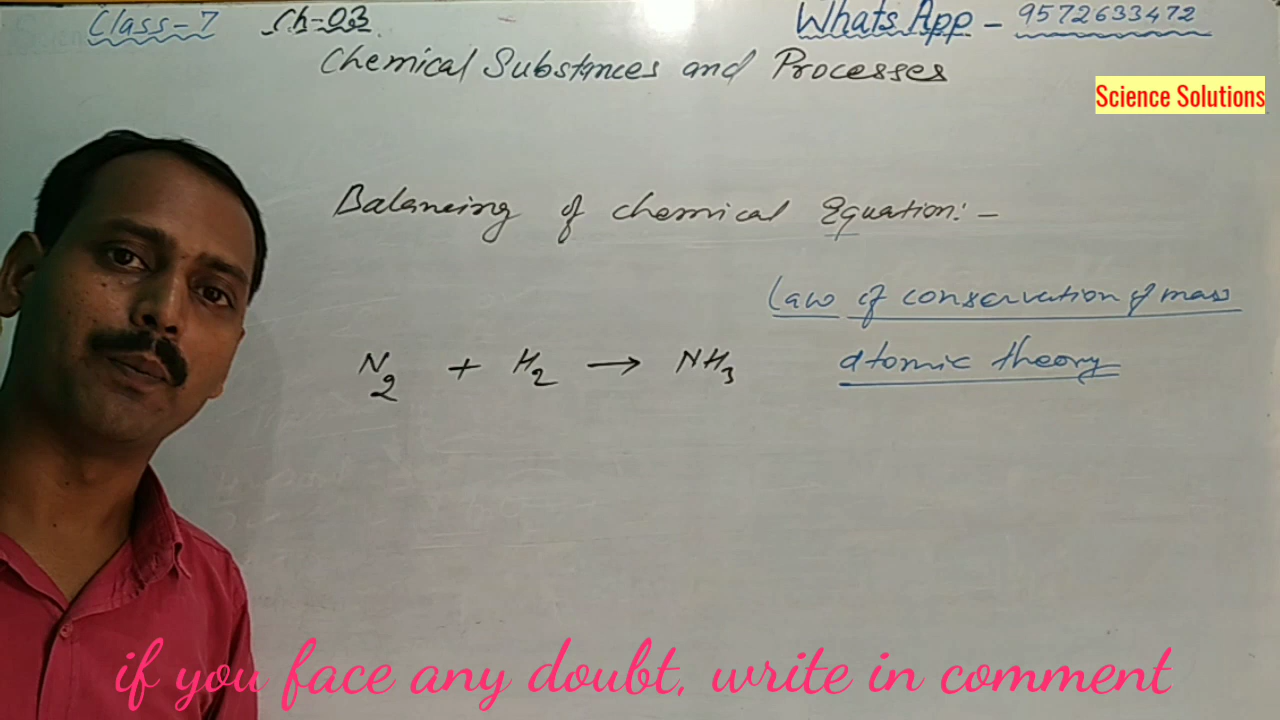 Class-7 Ch-03 WhatsApp - 9572633472
Chemical Substances and Processes
Science Solutions
Balancing of chemical Equation:-
Law of conservation of mass
N2 + H2 → NH3 atomic theory
if you face any doubt, write in comment